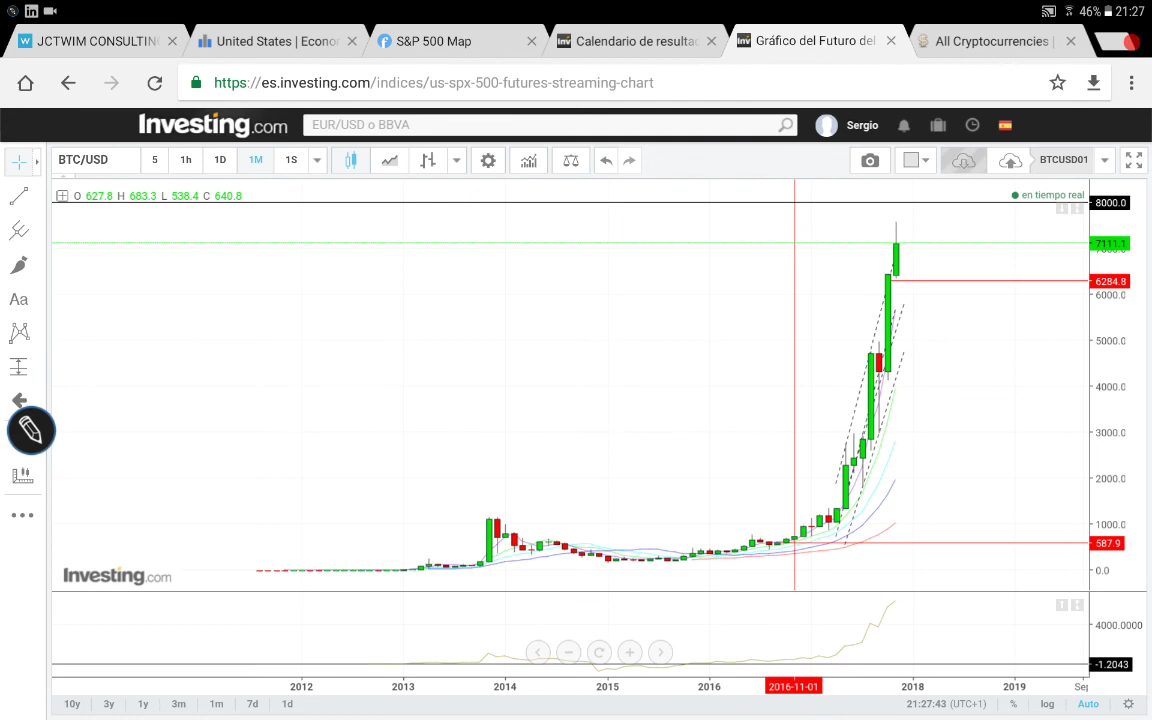 46% 21:27
JCTWIM CONSULTIN
United States | Econo
S&P 500 Map
Calendario de resulta
Gráfico del Futuro del
All Cryptocurrencies |
https://es.investing.com/indices/us-spx-500-futures-streaming-chart
Investing.com
EUR/USD o BBVA
Sergio
BTC/USD 5 1h 1D 1M 1S
BTCUSD01
O 627.8 H 683.3 L 538.4 C 640.8
en tiempo real
8000.0
7111.1
6284.8
6000.0
5000.0
4000.0
3000.0
2000.0
1000.0
587.9
0.0
Aa
Investing.com
4000.0000
-1.2043
2012 2013 2014 2015 2016 2016-11-01 2018 2019 Sep
10y 3y 1y 3m 1m 7d 1d
21:27:43 (UTC+1) % log Auto